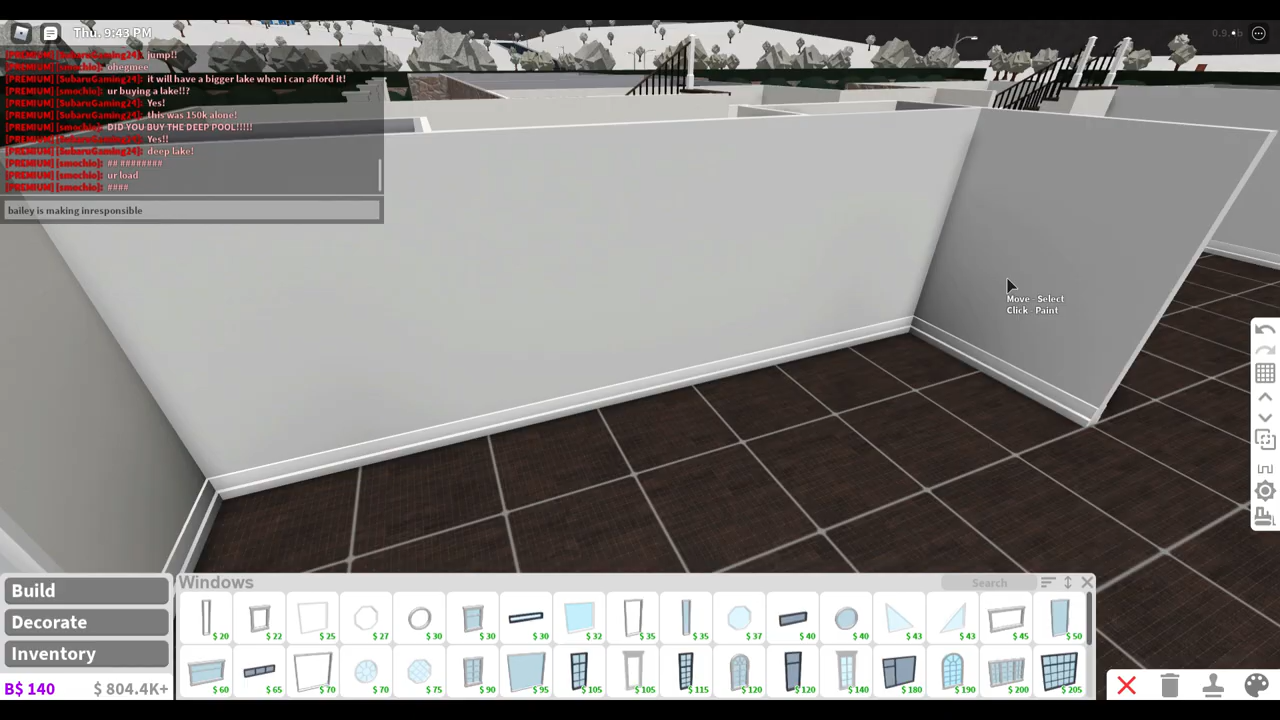 Thu. 9:43 PM
[PREMIUM] [SubaruGaming24]: jump!!
[PREMIUM] [smochio]: ohegmee
[PREMIUM] [SubaruGaming24]: it will have a bigger lake when i can afford it!
[PREMIUM] [smochio]: ur buying a lake!!?
[PREMIUM] [SubaruGaming24]: Yes!
[PREMIUM] [SubaruGaming24]: this was 150k alone!
[PREMIUM] [smochio]: DID YOU BUY THE DEEP POOL!!!!!
[PREMIUM] [SubaruGaming24]: Yes!!
[PREMIUM] [SubaruGaming24]: deep lake!
[PREMIUM] [smochio]: ## ########
[PREMIUM] [smochio]: ur load
[PREMIUM] [smochio]: ####
bailey is making inresponsible
Move - Select
Click - Paint
Build
Decorate
Inventory
B$ 140 $ 804.4K+
Windows
Search
$ 20 $ 22 $ 25 $ 27 $ 30 $ 30 $ 30 $ 32 $ 35 $ 35 $ 37 $ 40 $ 40 $ 43 $ 43 $ 45 $ 50
$ 60 $ 65 $ 70 $ 70 $ 75 $ 90 $ 95 $ 105 $ 105 $ 115 $ 120 $ 120 $ 140 $ 180 $ 190 $ 200 $ 205